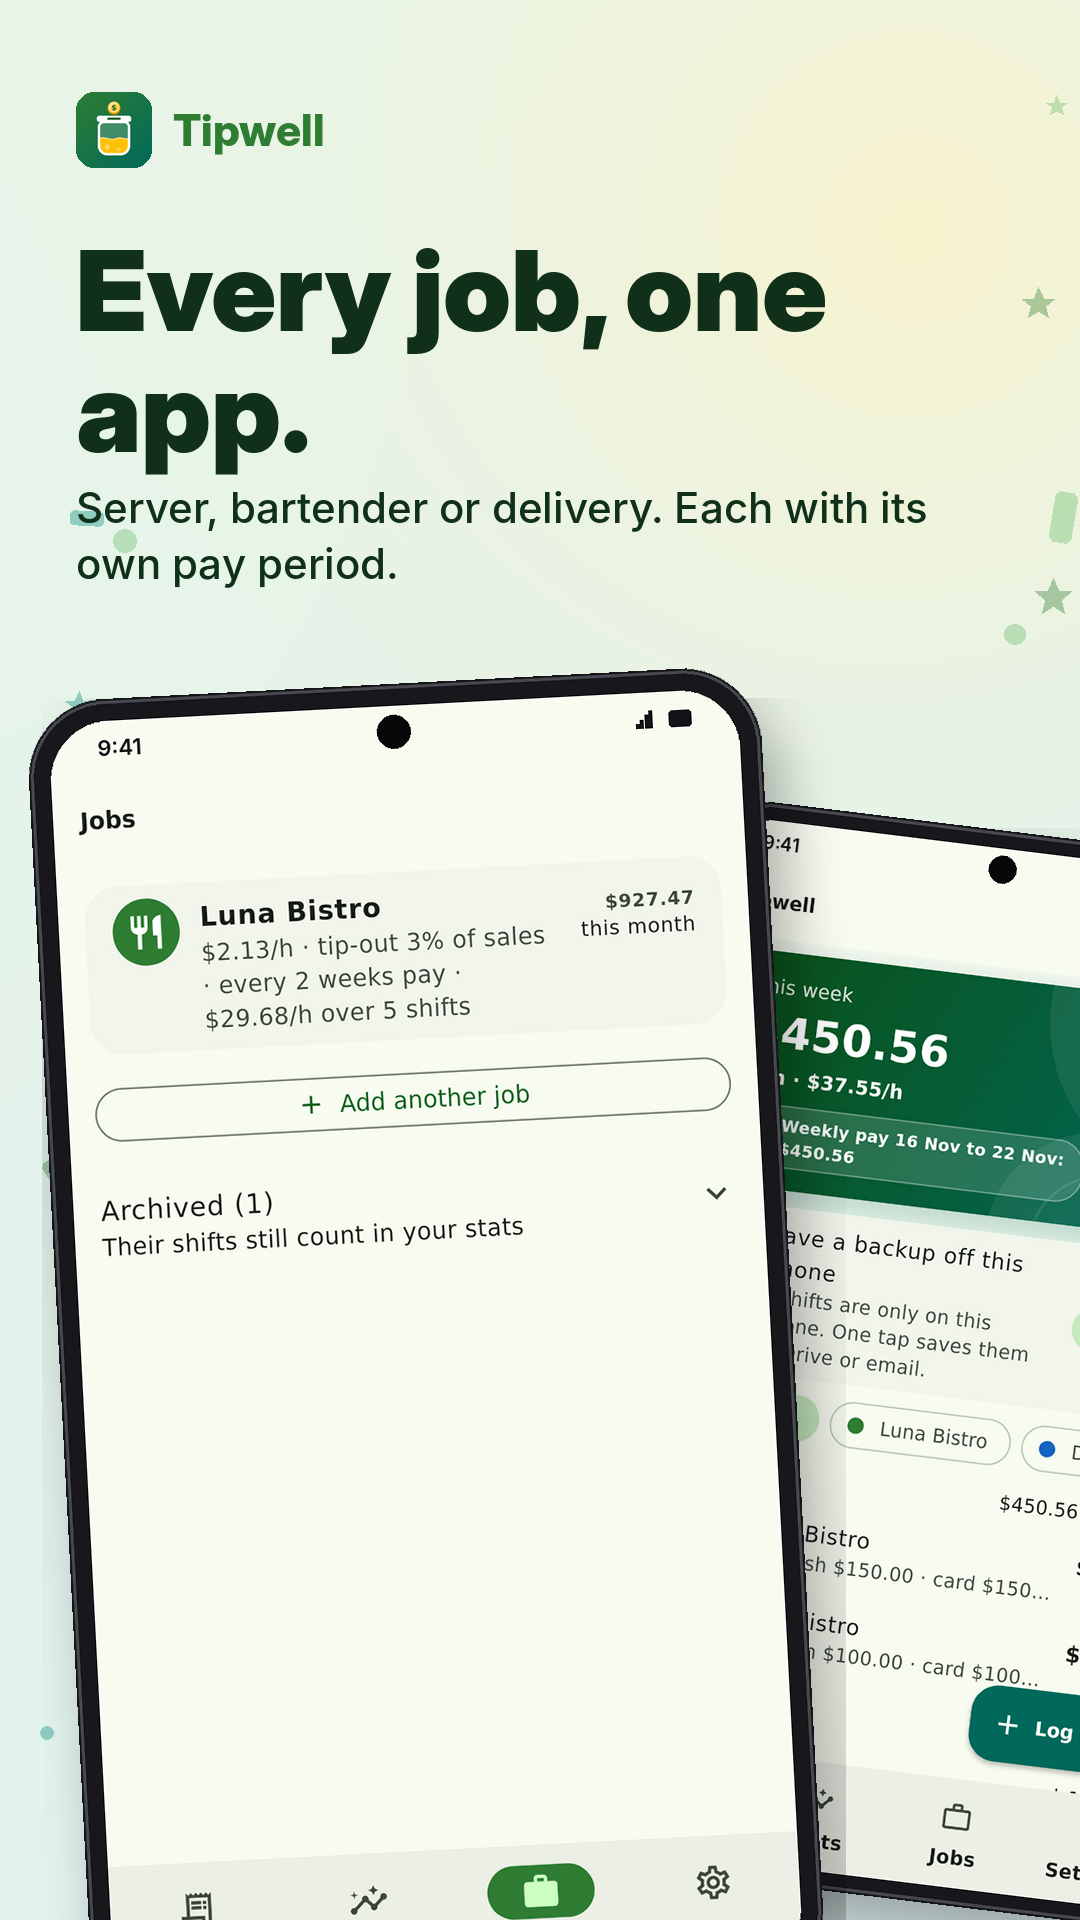 Tipwell
Every job, one
app.
Server, bartender or delivery. Each with its
own pay period.
9:41
Jobs
Luna Bistro
$927.47
this month
$2.13/h · tip-out 3% of sales
· every 2 weeks pay ·
$29.68/h over 5 shifts
+ Add another job
Archived (1)
Their shifts still count in your stats
9:41
well
his week
450.56
· $37.55/h
Weekly pay 16 Nov to 22 Nov:
$450.56
ave a backup off this
one
hifts are only on this
ne. One tap saves them
rive or email.
Luna Bistro
$450.56
Bistro
sh $150.00 · card $150...
istro
$100.00 · card $100...
+ Log
ts
Jobs
Set